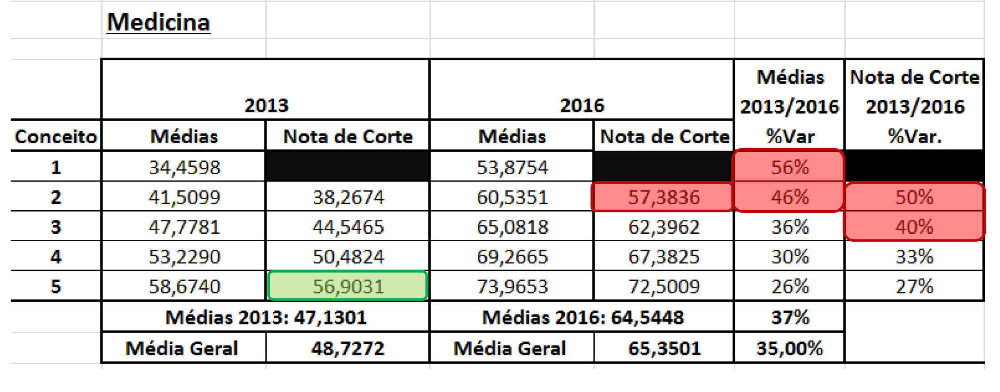 Medicina
2013 2016 Médias 2013/2016 %Var Nota de Corte 2013/2016 %Var.
Conceito Médias Nota de Corte Médias Nota de Corte
1 34,4598 53,8754 56%
2 41,5099 38,2674 60,5351 57,3836 46% 50%
3 47,7781 44,5465 65,0818 62,3962 36% 40%
4 53,2290 50,4824 69,2665 67,3825 30% 33%
5 58,6740 56,9031 73,9653 72,5009 26% 27%
Médias 2013: 47,1301 Médias 2016: 64,5448 37%
Média Geral 48,7272 Média Geral 65,3501 35,00%